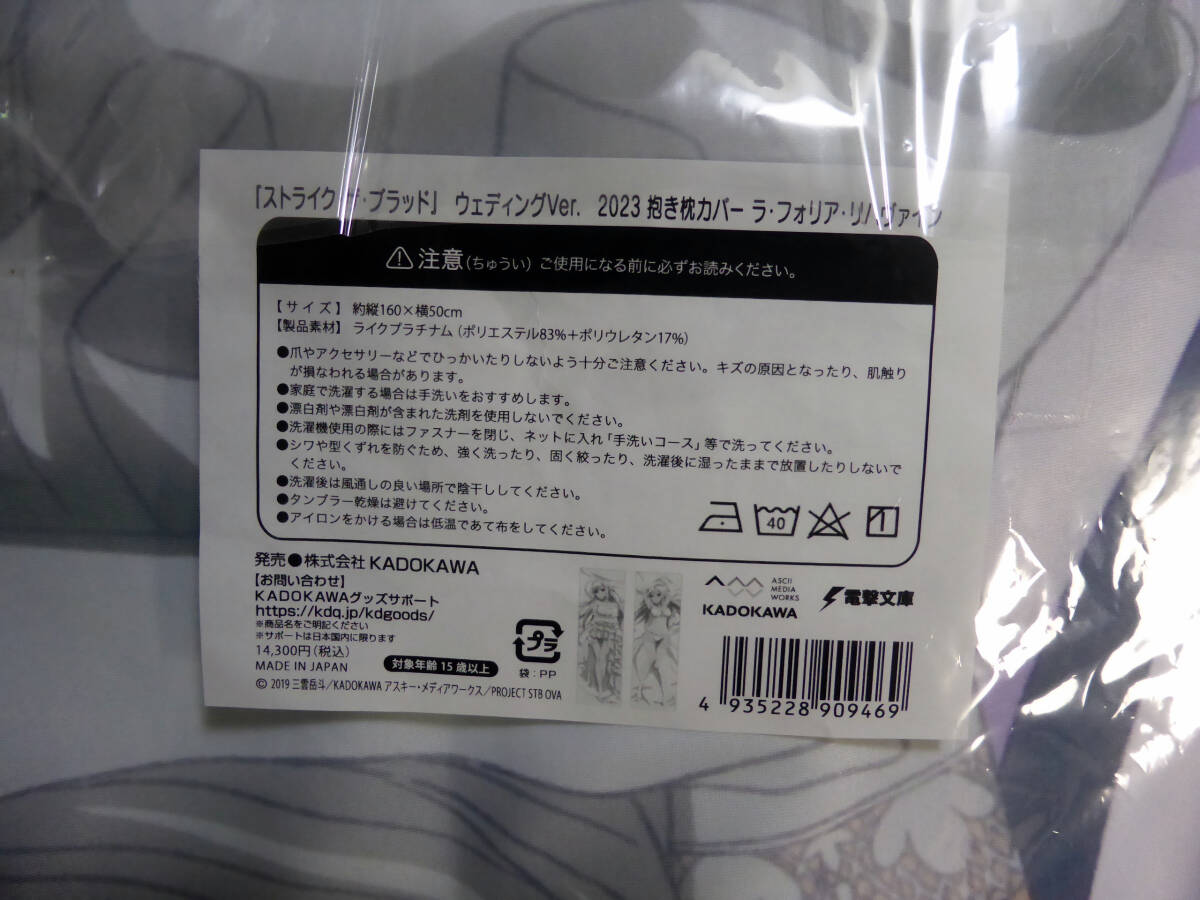 「ストライク ザ・ブラッド」 ウェディングVer. 2023 抱き枕カバー ラ・フォリア・リハヴァイン
注意(ちゅうい) ご使用になる前に必ずお読みください。
【サイズ】 約縦160×横50cm
【製品素材】 ライクプラチナム(ポリエステル83%+ポリウレタン17%)
●爪やアクセサリーなどでひっかいたりしないよう十分ご注意ください。キズの原因となったり、肌触り
が損なわれる場合があります。
●家庭で洗濯する場合は手洗いをおすすめします。
●漂白剤や漂白剤が含まれた洗剤を使用しないでください。
●洗濯機使用の際にはファスナーを閉じ、ネットに入れ「手洗いコース」等で洗ってください。
●シワや型くずれを防ぐため、強く洗ったり、固く絞ったり、洗濯後に湿ったままで放置したりしないで
ください。
●洗濯後は風通しの良い場所で陰干ししてください。
●タンブラー乾燥は避けてください。
●アイロンをかける場合は低温であて布をしてください。
40
発売●株式会社KADOKAWA
【お問い合わせ】
KADOKAWAグッズサポート
https://kdq.jp/kdgoods/
※商品名をご明記ください
※サポートは日本国内に限ります
14,300円(税込)
MADE IN JAPAN
対象年齢15歳以上
©2019 三雲岳斗/KADOKAWA アスキー・メディアワークス/PROJECT STB OVA
プラ
袋:PP
ASCII
MEDIA
WORKS
KADOKAWA
電撃文庫
4 935228 909469